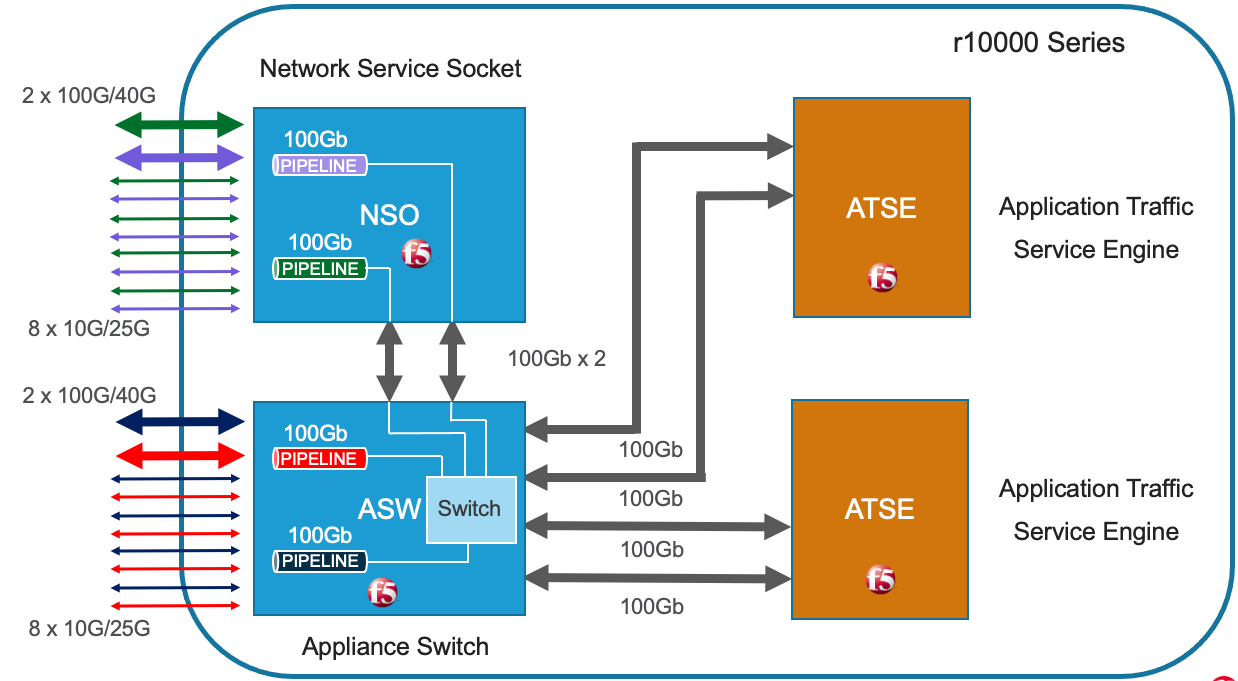 r10000 Series
Network Service Socket
2 x 100G/40G
100Gb
PIPELINE
NSO
f5
100Gb
PIPELINE
8 x 10G/25G
ATSE
f5
Application Traffic
Service Engine
100Gb x 2
2 x 100G/40G
100Gb
PIPELINE
ASW
Switch
100Gb
PIPELINE
f5
8 x 10G/25G
Appliance Switch
100Gb
100Gb
100Gb
100Gb
ATSE
f5
Application Traffic
Service Engine